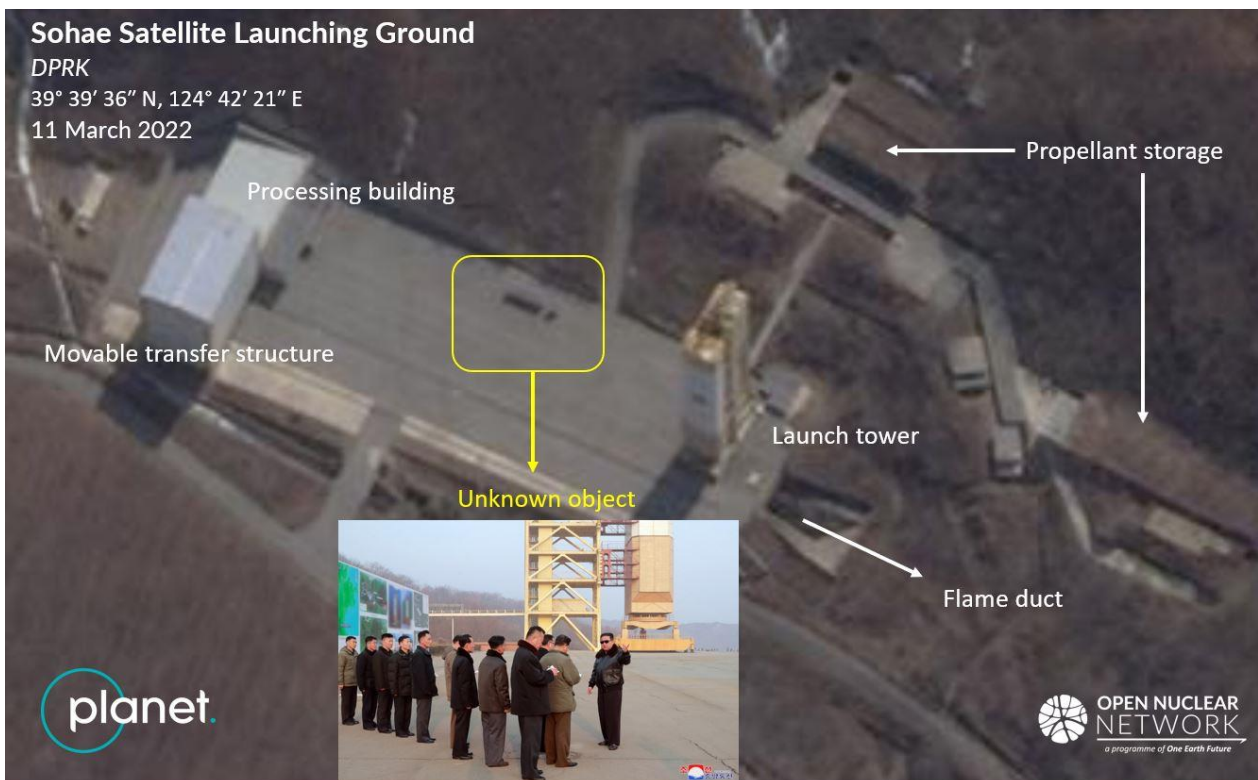 Sohae Satellite Launching Ground
DPRK
39° 39′ 36″ N, 124° 42′ 21″ E
11 March 2022
Propellant storage
Processing building
Movable transfer structure
Launch tower
Unknown object
Flame duct
planet.
OPEN NUCLEAR
NETWORK
a programme of One Earth Future